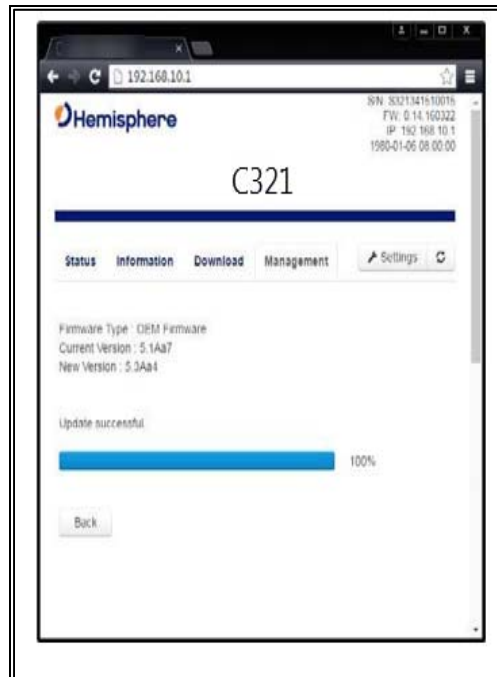 192.168.10.1
Hemisphere
S/N: S321341610016
FW: 0.14.160322
IP: 192.168.10.1
1980-01-06 08:00:00
C321
Status Information Download Management Settings
Firmware Type : OEM Firmware
Current Version : 5.1Aa7
New Version : 5.3Aa4
Update successful
100%
Back